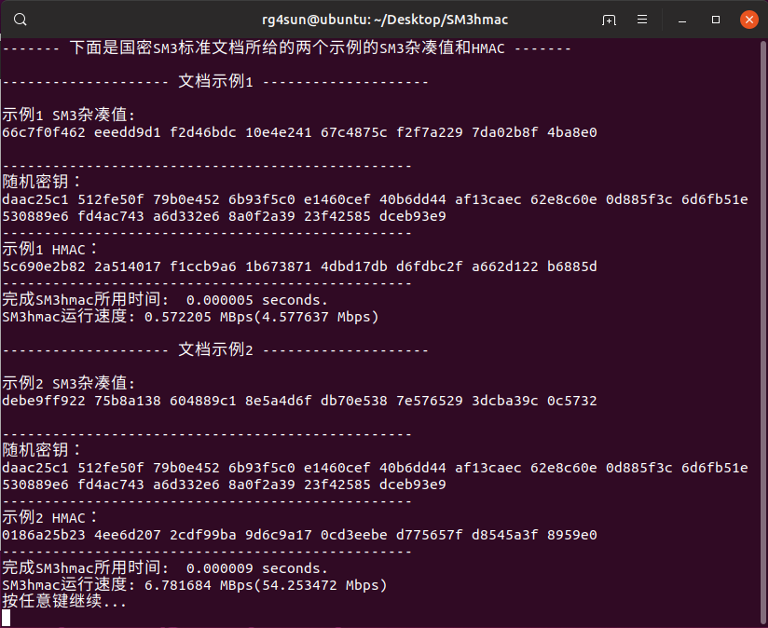 rg4sun@ubuntu: ~/Desktop/SM3hmac
------- 下面是国密SM3标准文档所给的两个示例的SM3杂凑值和HMAC -------
-------------------- 文档示例1 --------------------
示例1 SM3杂凑值:
66c7f0f462 eeedd9d1 f2d46bdc 10e4e241 67c4875c f2f7a229 7da02b8f 4ba8e0
-------------------------------------------------
随机密钥：
daac25c1 512fe50f 79b0e452 6b93f5c0 e1460cef 40b6dd44 af13caec 62e8c60e 0d885f3c 6d6fb51e
530889e6 fd4ac743 a6d332e6 8a0f2a39 23f42585 dceb93e9
-------------------------------------------------
示例1 HMAC：
5c690e2b82 2a514017 f1ccb9a6 1b673871 4dbd17db d6fdbc2f a662d122 b6885d
-------------------------------------------------
完成SM3hmac所用时间:  0.000005 seconds.
SM3hmac运行速度: 0.572205 MBps(4.577637 Mbps)
-------------------- 文档示例2 --------------------
示例2 SM3杂凑值:
debe9ff922 75b8a138 604889c1 8e5a4d6f db70e538 7e576529 3dcba39c 0c5732
-------------------------------------------------
随机密钥：
daac25c1 512fe50f 79b0e452 6b93f5c0 e1460cef 40b6dd44 af13caec 62e8c60e 0d885f3c 6d6fb51e
530889e6 fd4ac743 a6d332e6 8a0f2a39 23f42585 dceb93e9
-------------------------------------------------
示例2 HMAC：
0186a25b23 4ee6d207 2cdf99ba 9d6c9a17 0cd3eebe d775657f d8545a3f 8959e0
-------------------------------------------------
完成SM3hmac所用时间:  0.000009 seconds.
SM3hmac运行速度: 6.781684 MBps(54.253472 Mbps)
按任意键继续...